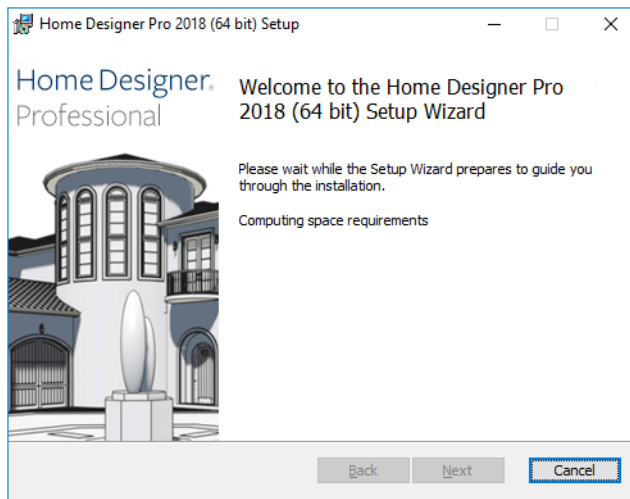 Home Designer Pro 2018 (64 bit) Setup
Home Designer®
Professional
Welcome to the Home Designer Pro
2018 (64 bit) Setup Wizard
Please wait while the Setup Wizard prepares to guide you
through the installation.
Computing space requirements
Back Next Cancel